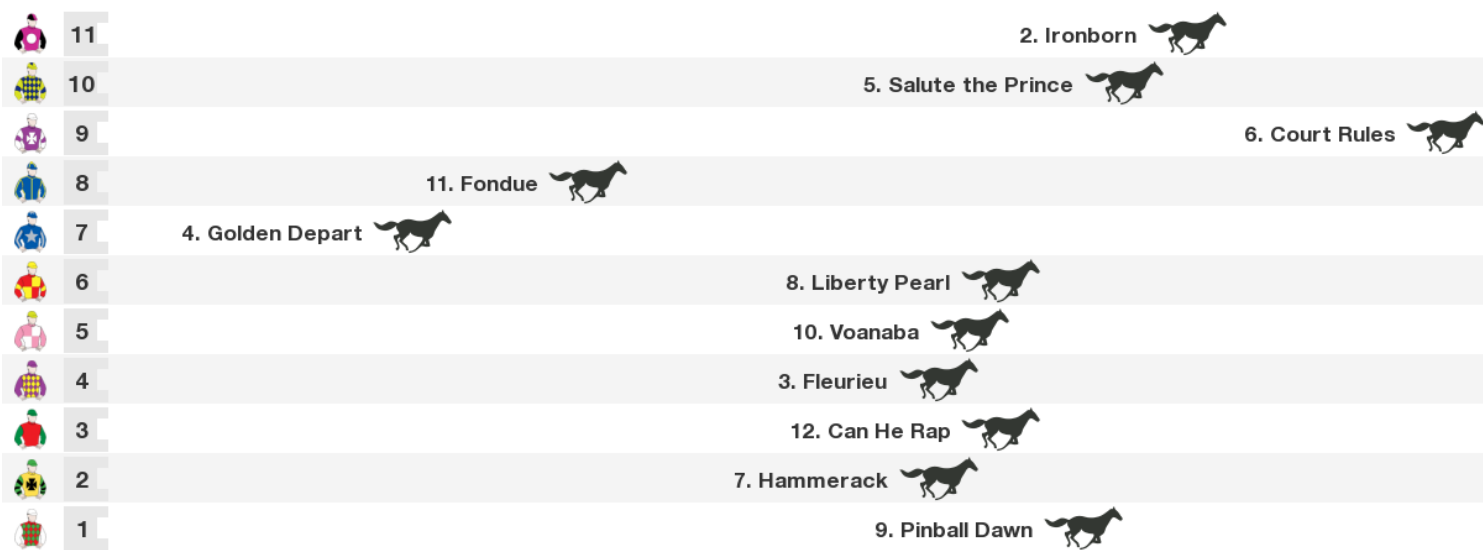 11 2. Ironborn
10 5. Salute the Prince
9 6. Court Rules
8 11. Fondue
7 4. Golden Depart
6 8. Liberty Pearl
5 10. Voanaba
4 3. Fleurieu
3 12. Can He Rap
2 7. Hammerack
1 9. Pinball Dawn